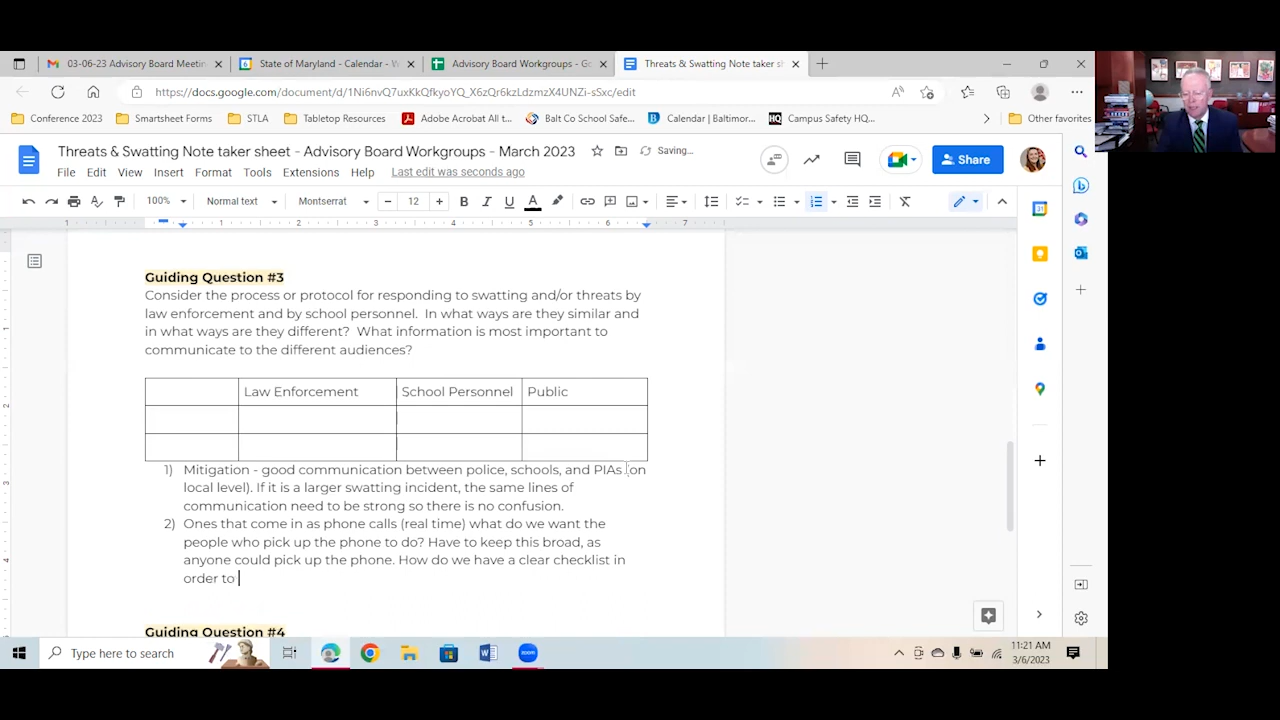 03-06-23 Advisory Board Meetin
State of Maryland - Calendar - W
Advisory Board Workgroups - Go
Threats & Swatting Note taker sh
https://docs.google.com/document/d/1Ni6nvQ7uxKkQfkyoYQ_X6zQr6kzLdzmzX4UNZi-sSxc/edit
Conference 2023
Smartsheet Forms
STLA
Tabletop Resources
Adobe Acrobat All t...
Balt Co School Safe...
Calendar | Baltimor...
HQ Campus Safety HQ...
Other favorites
Threats & Swatting Note taker sheet - Advisory Board Workgroups - March 2023
Saving...
File Edit View Insert Format Tools Extensions Help Last edit was seconds ago
Share
100% Normal text Montserrat 12 B I U A
1 1 2 3 4 5 6 7
Guiding Question #3
Consider the process or protocol for responding to swatting and/or threats by
law enforcement and by school personnel. In what ways are they similar and
in what ways are they different? What information is most important to
communicate to the different audiences?
Law Enforcement School Personnel Public
1) Mitigation - good communication between police, schools, and PIAs (on
local level). If it is a larger swatting incident, the same lines of
communication need to be strong so there is no confusion.
2) Ones that come in as phone calls (real time) what do we want the
people who pick up the phone to do? Have to keep this broad, as
anyone could pick up the phone. How do we have a clear checklist in
order to
Guiding Question #4
Type here to search
zoom
11:21 AM
3/6/2023